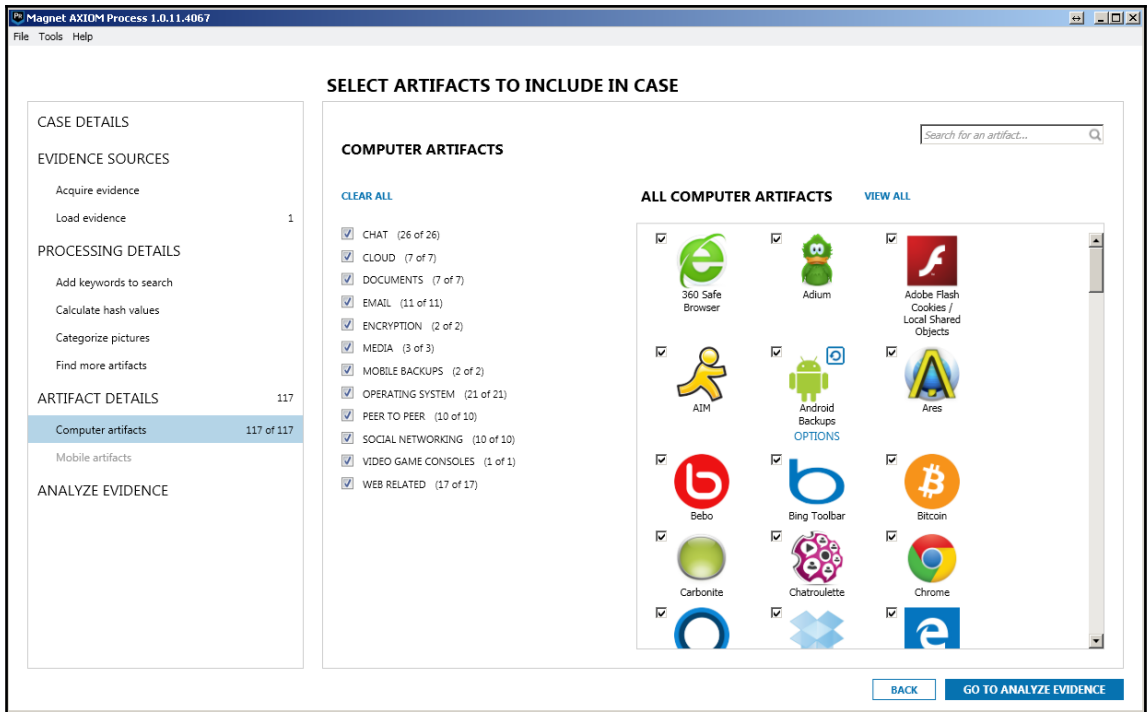 Magnet AXIOM Process 1.0.11.4067
File Tools Help
SELECT ARTIFACTS TO INCLUDE IN CASE
CASE DETAILS
EVIDENCE SOURCES
Acquire evidence
Load evidence 1
PROCESSING DETAILS
Add keywords to search
Calculate hash values
Categorize pictures
Find more artifacts
ARTIFACT DETAILS 117
Computer artifacts 117 of 117
Mobile artifacts
ANALYZE EVIDENCE
Search for an artifact...
COMPUTER ARTIFACTS
CLEAR ALL
CHAT (26 of 26)
CLOUD (7 of 7)
DOCUMENTS (7 of 7)
EMAIL (11 of 11)
ENCRYPTION (2 of 2)
MEDIA (3 of 3)
MOBILE BACKUPS (2 of 2)
OPERATING SYSTEM (21 of 21)
PEER TO PEER (10 of 10)
SOCIAL NETWORKING (10 of 10)
VIDEO GAME CONSOLES (1 of 1)
WEB RELATED (17 of 17)
ALL COMPUTER ARTIFACTS VIEW ALL
360 Safe
Browser
Adium
Adobe Flash
Cookies /
Local Shared
Objects
AIM
Android
Backups
OPTIONS
Ares
Bebo
Bing Toolbar
Bitcoin
Carbonite
Chatroulette
Chrome
BACK
GO TO ANALYZE EVIDENCE